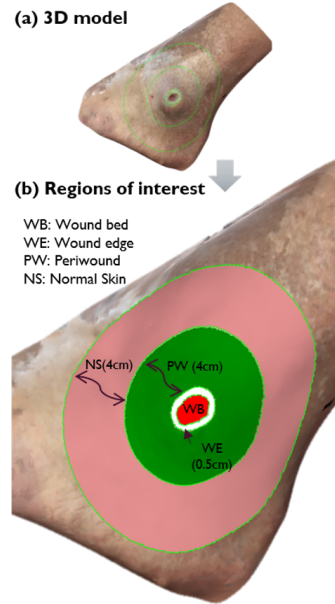 (a) 3D model
(b) Regions of interest
WB: Wound bed
WE: Wound edge
PW: Periwound
NS: Normal Skin
NS(4cm)
PW (4cm)
WB
WE
(0.5cm)